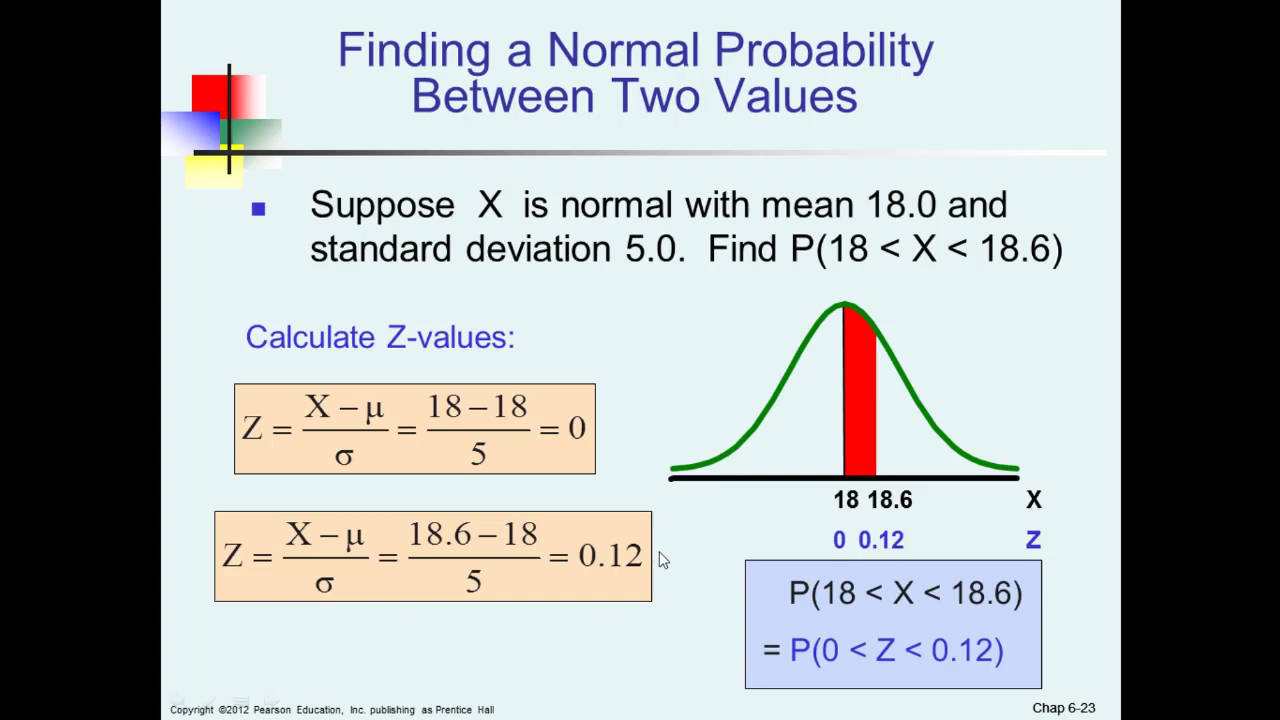 Finding a Normal Probability
Between Two Values
Suppose X is normal with mean 18.0 and
standard deviation 5.0. Find P(18 < X < 18.6)
Calculate Z-values:
Z = (X − μ)/σ = (18 − 18)/5 = 0
Z = (X − μ)/σ = (18.6 − 18)/5 = 0.12
18 18.6 X
0 0.12 Z
P(18 < X < 18.6)
= P(0 < Z < 0.12)
Copyright ©2012 Pearson Education, Inc. publishing as Prentice Hall
Chap 6-23